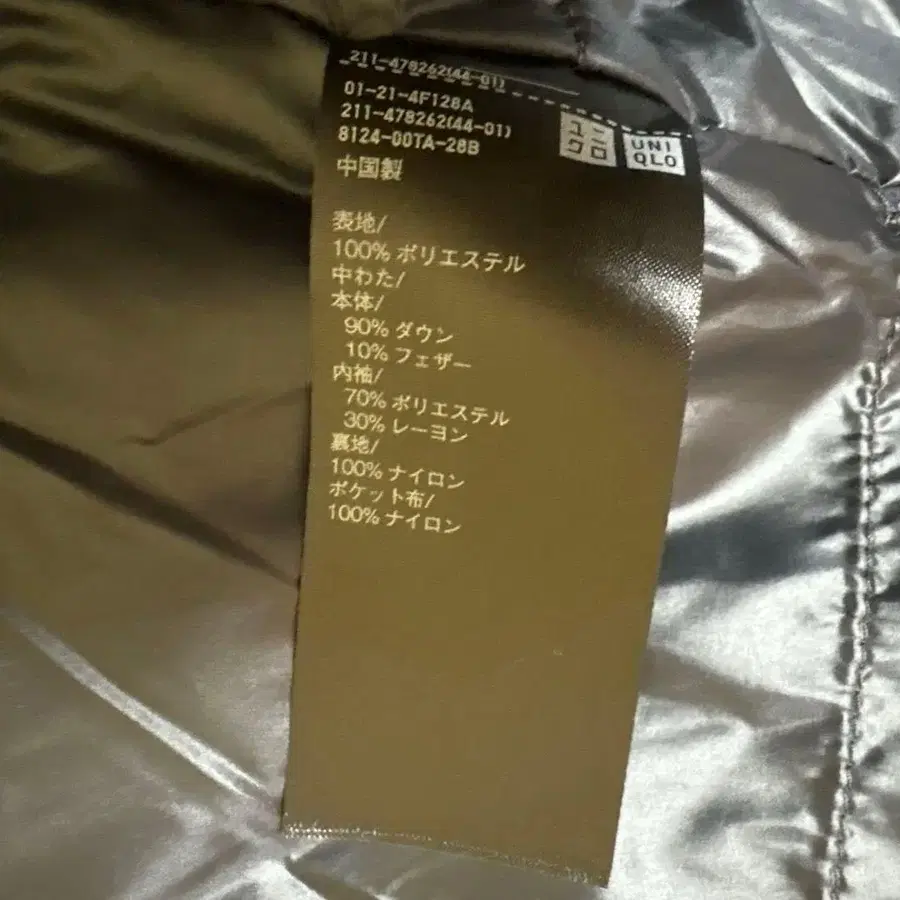 211-478262(44-01)
01-21-4F128A
211-478262(44-01)
8124-00TA-28B
ユニ
クロ
UNI
QLO
中国製
表地/
100% ポリエステル
中わた/
本体/
90% ダウン
10% フェザー
内袖/
70% ポリエステル
30% レーヨン
裏地/
100% ナイロン
ポケット布/
100% ナイロン